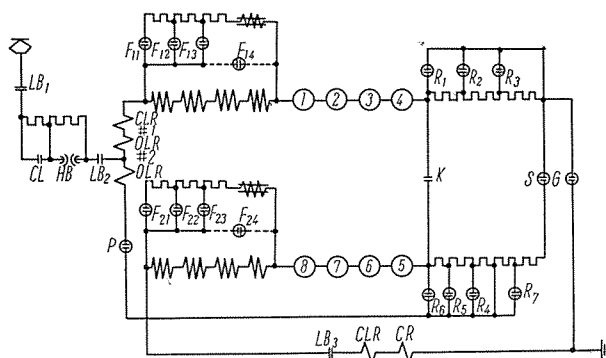 F11 F12 F13 F14
R1 R2 R3
LB1
1 2 3 4
CLR
#1
OLR
#2
OLR
CL HB LB2
K S G
F21 F22 F23 F24
P
8 7 6 5
R6 R5 R4 R7
LB3 CLR CR